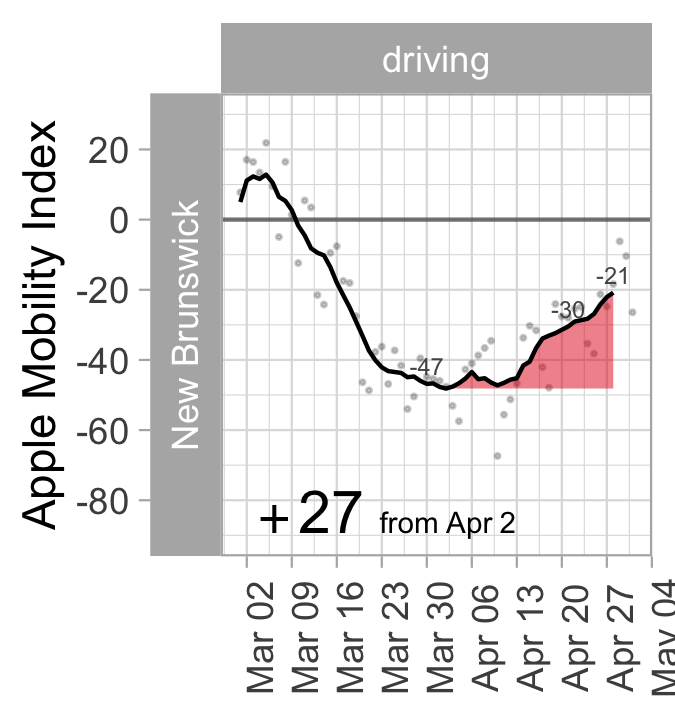 driving
New Brunswick
Apple Mobility Index
20
0
-20
-40
-60
-80
-47
-30
-21
+27 from Apr 2
Mar 02
Mar 09
Mar 16
Mar 23
Mar 30
Apr 06
Apr 13
Apr 20
Apr 27
May 04